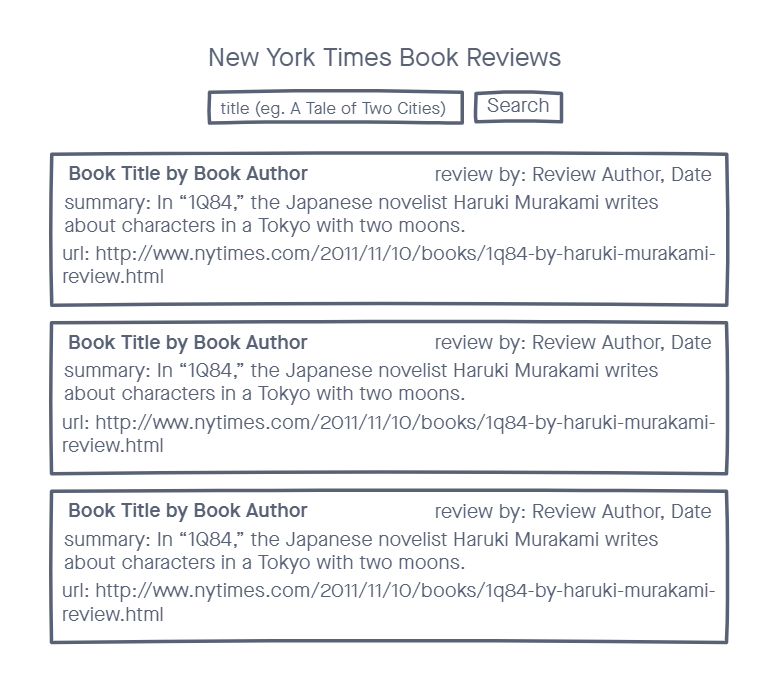 New York Times Book Reviews
title (eg. A Tale of Two Cities) Search
Book Title by Book Author review by: Review Author, Date
summary: In “1Q84,” the Japanese novelist Haruki Murakami writes
about characters in a Tokyo with two moons.
url: http://www.nytimes.com/2011/11/10/books/1q84-by-haruki-murakami-
review.html
Book Title by Book Author review by: Review Author, Date
summary: In “1Q84,” the Japanese novelist Haruki Murakami writes
about characters in a Tokyo with two moons.
url: http://www.nytimes.com/2011/11/10/books/1q84-by-haruki-murakami-
review.html
Book Title by Book Author review by: Review Author, Date
summary: In “1Q84,” the Japanese novelist Haruki Murakami writes
about characters in a Tokyo with two moons.
url: http://www.nytimes.com/2011/11/10/books/1q84-by-haruki-murakami-
review.html